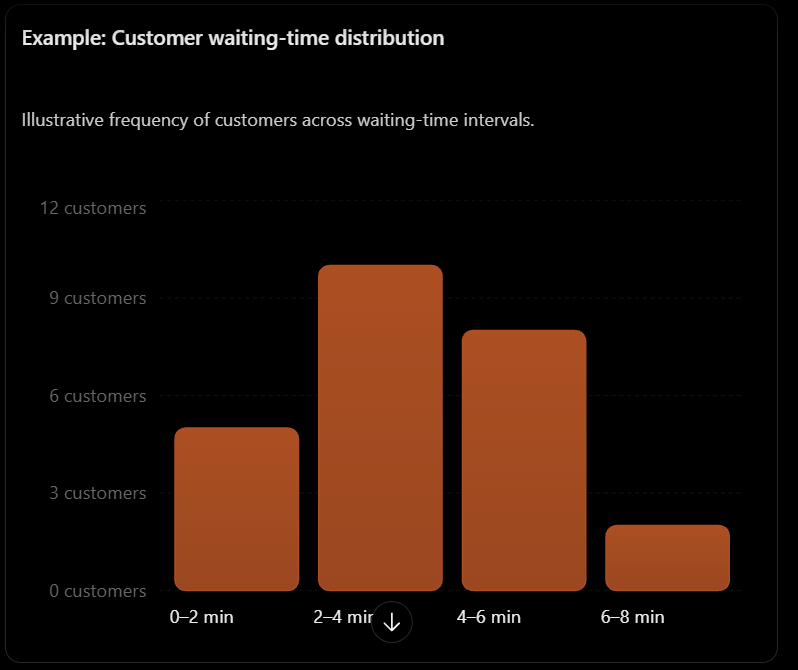 Example: Customer waiting-time distribution
Illustrative frequency of customers across waiting-time intervals.
12 customers
9 customers
6 customers
3 customers
0 customers
0–2 min
2–4 min
4–6 min
6–8 min